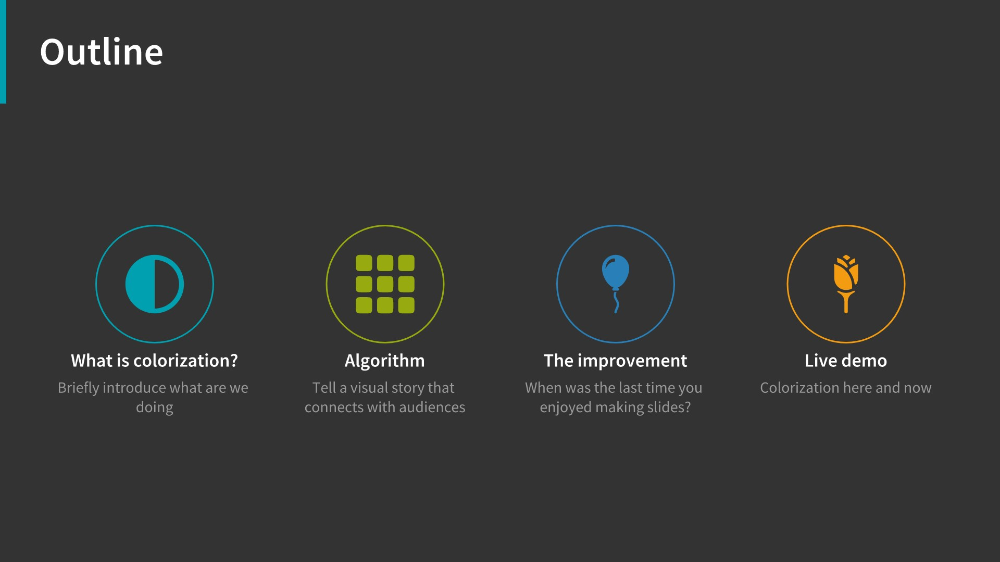 Outline
What is colorization?
Briefly introduce what are we
doing
Algorithm
Tell a visual story that
connects with audiences
The improvement
When was the last time you
enjoyed making slides?
Live demo
Colorization here and now